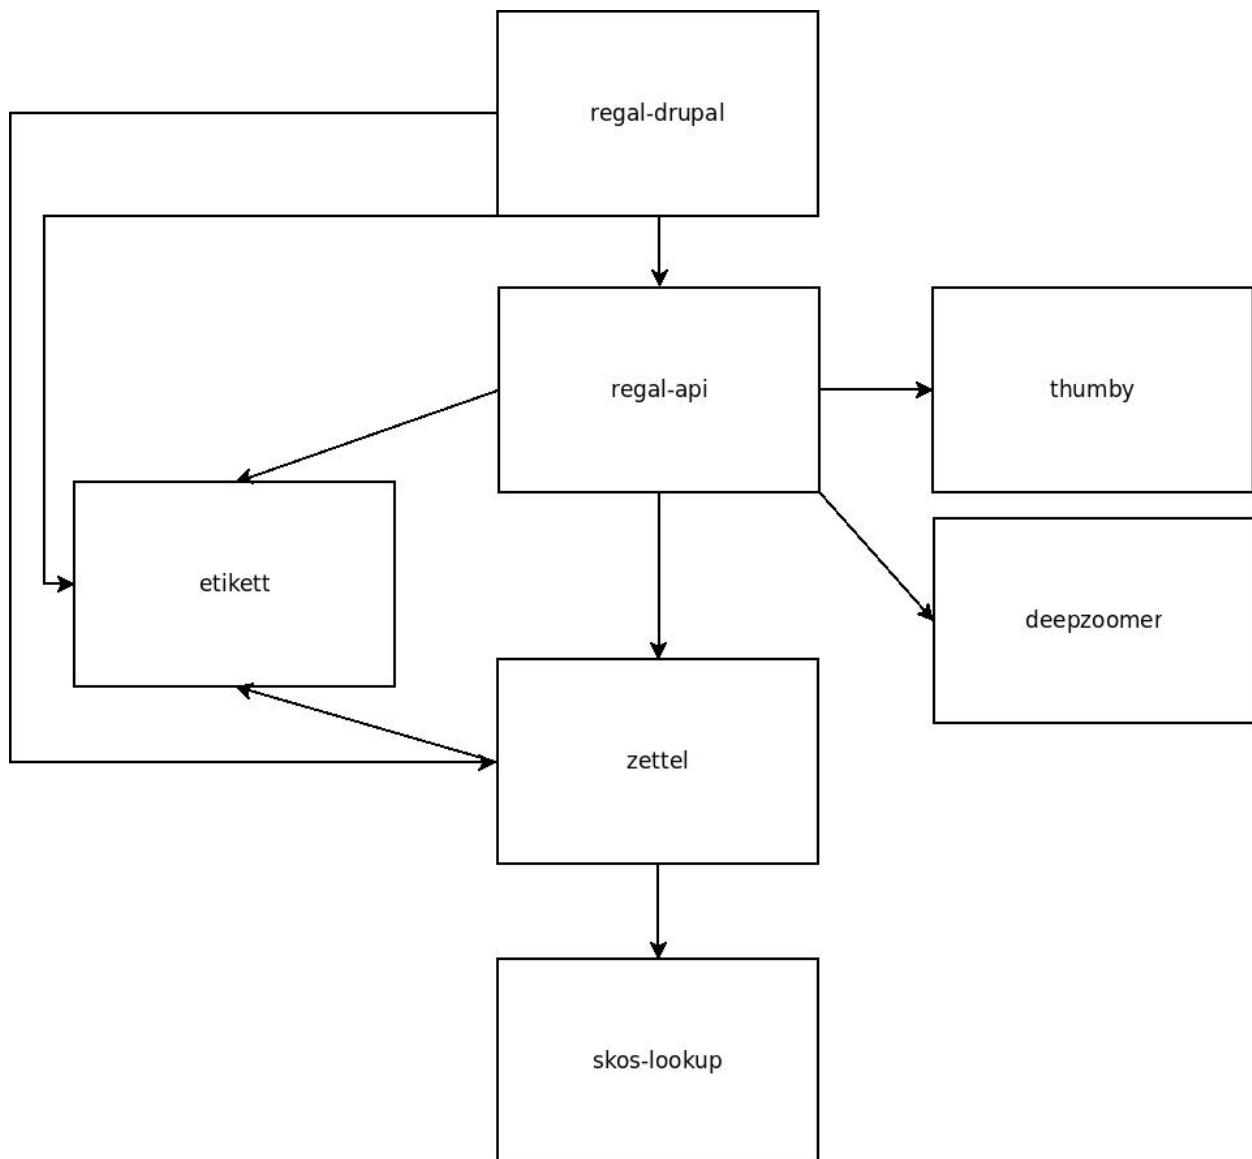 regal-drupal
regal-api
thumby
etikett
deepzoomer
zettel
skos-lookup